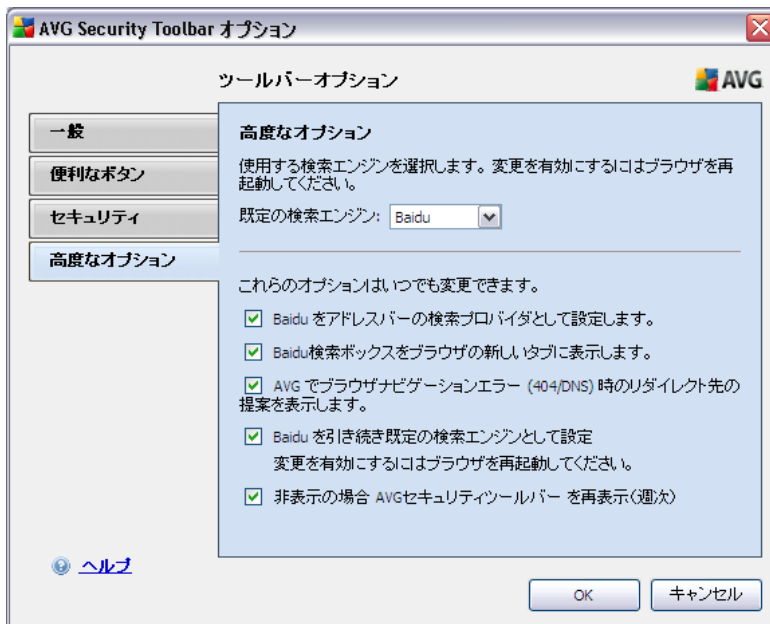 AVG Security Toolbar オプション
ツールバーオプション
AVG
一般
便利なボタン
セキュリティ
高度なオプション
高度なオプション
使用する検索エンジンを選択します。変更を有効にするにはブラウザを再
起動してください。
既定の検索エンジン: Baidu
これらのオプションはいつでも変更できます。
Baidu をアドレスバーの検索プロバイダとして設定します。
Baidu検索ボックスをブラウザの新しいタブに表示します。
AVG でブラウザナビゲーションエラー (404/DNS) 時のリダイレクト先の
提案を表示します。
Baidu を引き続き既定の検索エンジンとして設定
変更を有効にするにはブラウザを再起動してください。
非表示の場合 AVGセキュリティツールバー を再表示(週次)
ヘルプ
OK
キャンセル